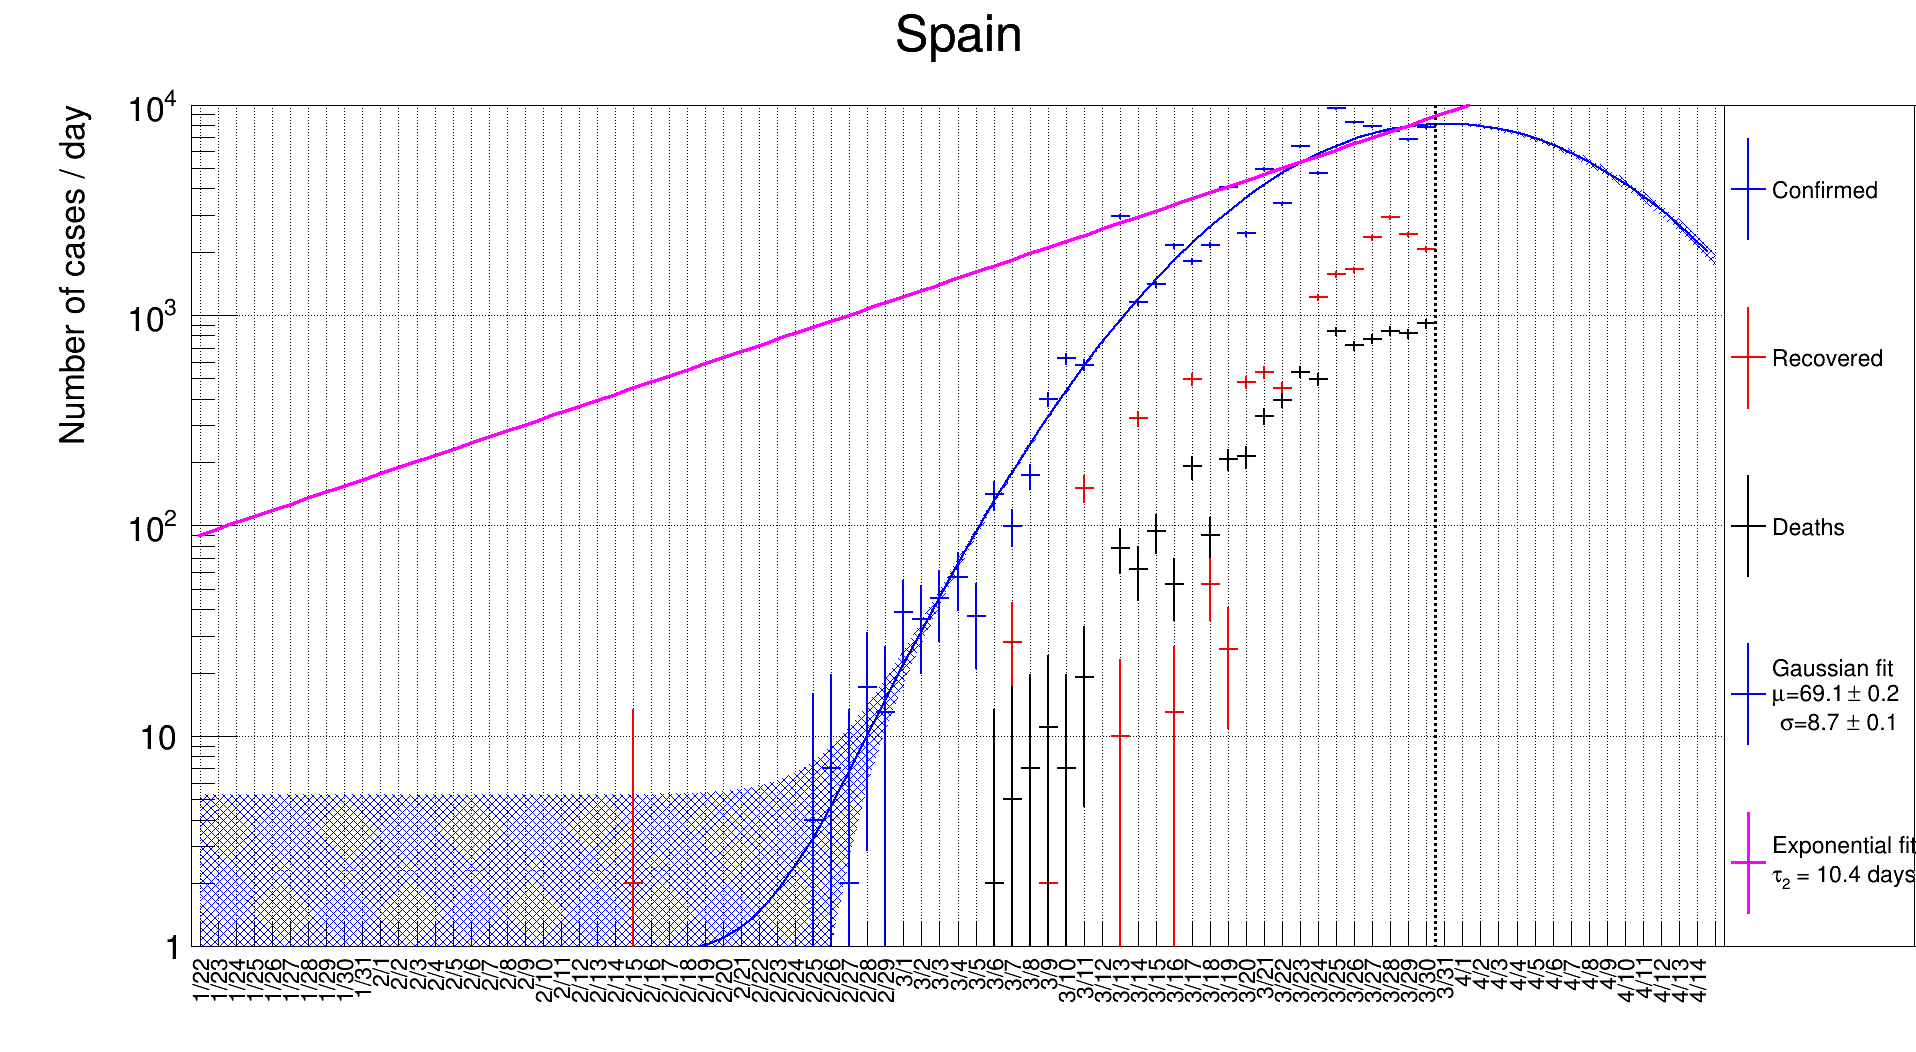 Spain
Number of cases / day
10⁴
10³
10²
10
1
1/22 1/23 1/24 1/25 1/26 1/27 1/28 1/29 1/30 1/31 2/1 2/2 2/3 2/4 2/5 2/6 2/7 2/8 2/9 2/10 2/11 2/12 2/13 2/14 2/15 2/16 2/17 2/18 2/19 2/20 2/21 2/22 2/23 2/24 2/25 2/26 2/27 2/28 2/29 3/1 3/2 3/3 3/4 3/5 3/6 3/7 3/8 3/9 3/10 3/11 3/12 3/13 3/14 3/15 3/16 3/17 3/18 3/19 3/20 3/21 3/22 3/23 3/24 3/25 3/26 3/27 3/28 3/29 3/30 3/31 4/1 4/2 4/3 4/4 4/5 4/6 4/7 4/8 4/9 4/10 4/11 4/12 4/13 4/14
Confirmed
Recovered
Deaths
Gaussian fit
μ=69.1 ± 0.2
σ=8.7 ± 0.1
Exponential fit
τ₂ = 10.4 days